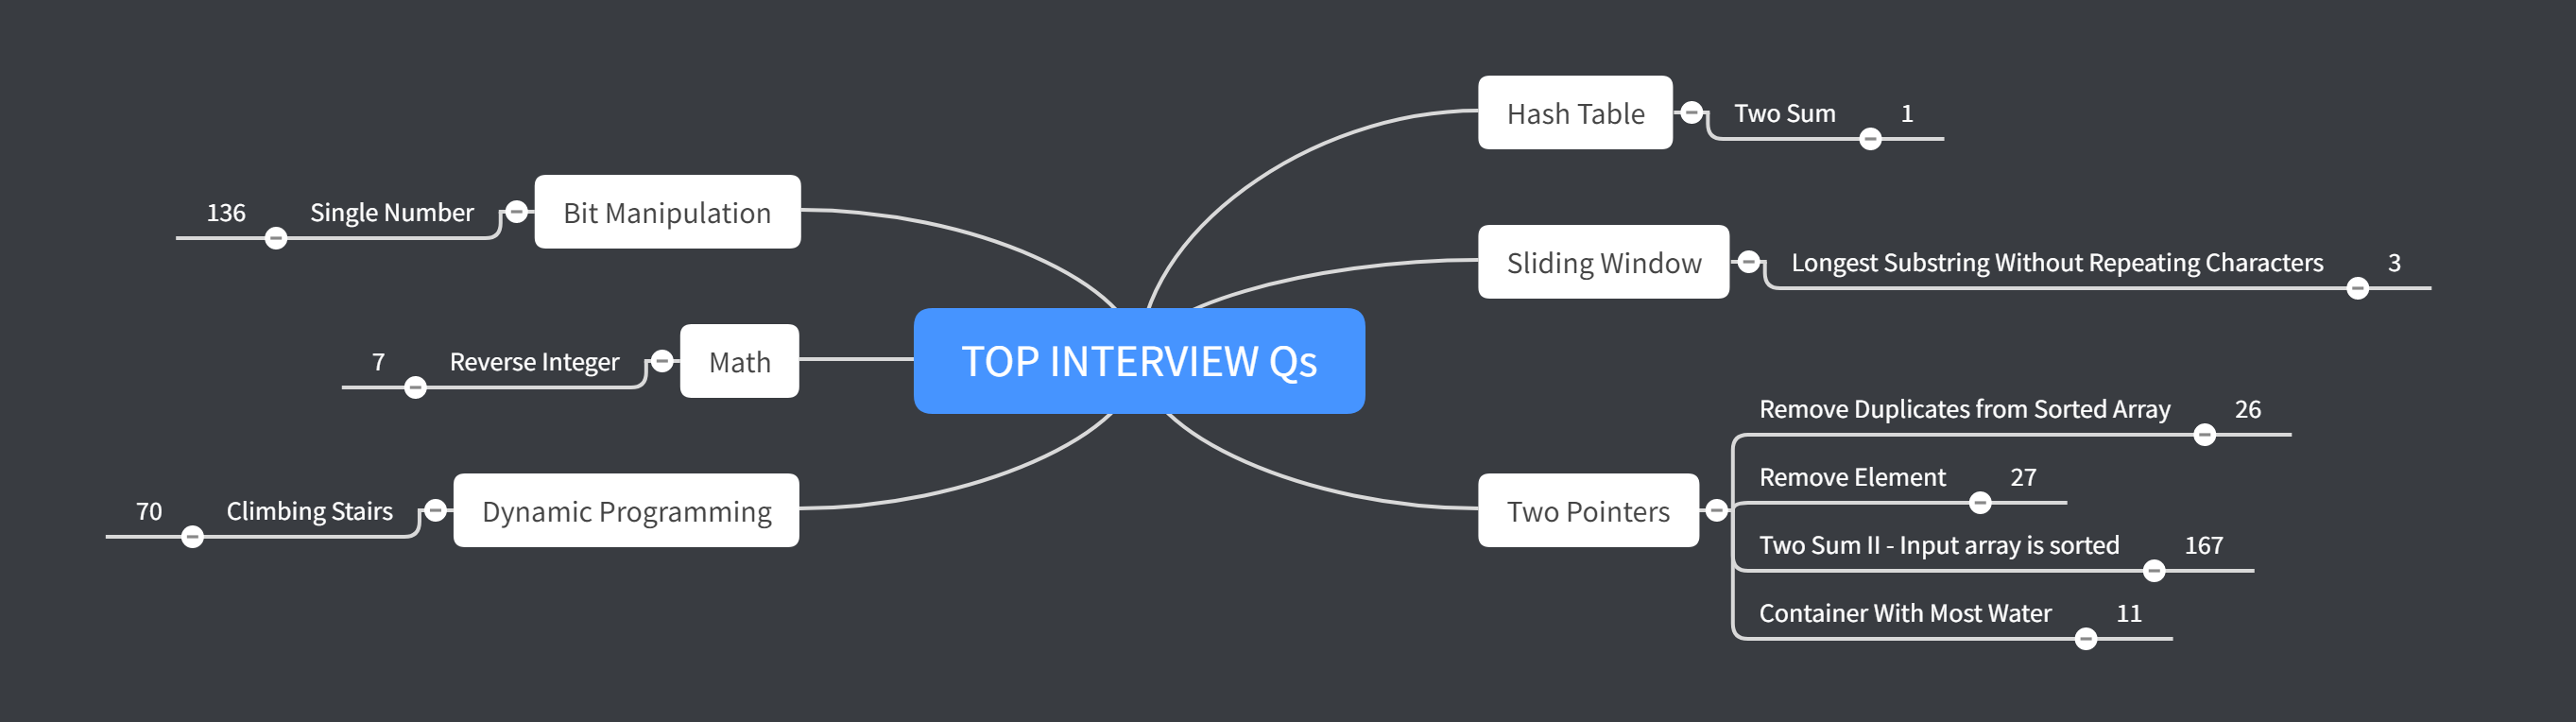 TOP INTERVIEW Qs
Hash Table
Two Sum
1
Sliding Window
Longest Substring Without Repeating Characters
3
Two Pointers
Remove Duplicates from Sorted Array
26
Remove Element
27
Two Sum II - Input array is sorted
167
Container With Most Water
11
Bit Manipulation
Single Number
136
Math
Reverse Integer
7
Dynamic Programming
Climbing Stairs
70